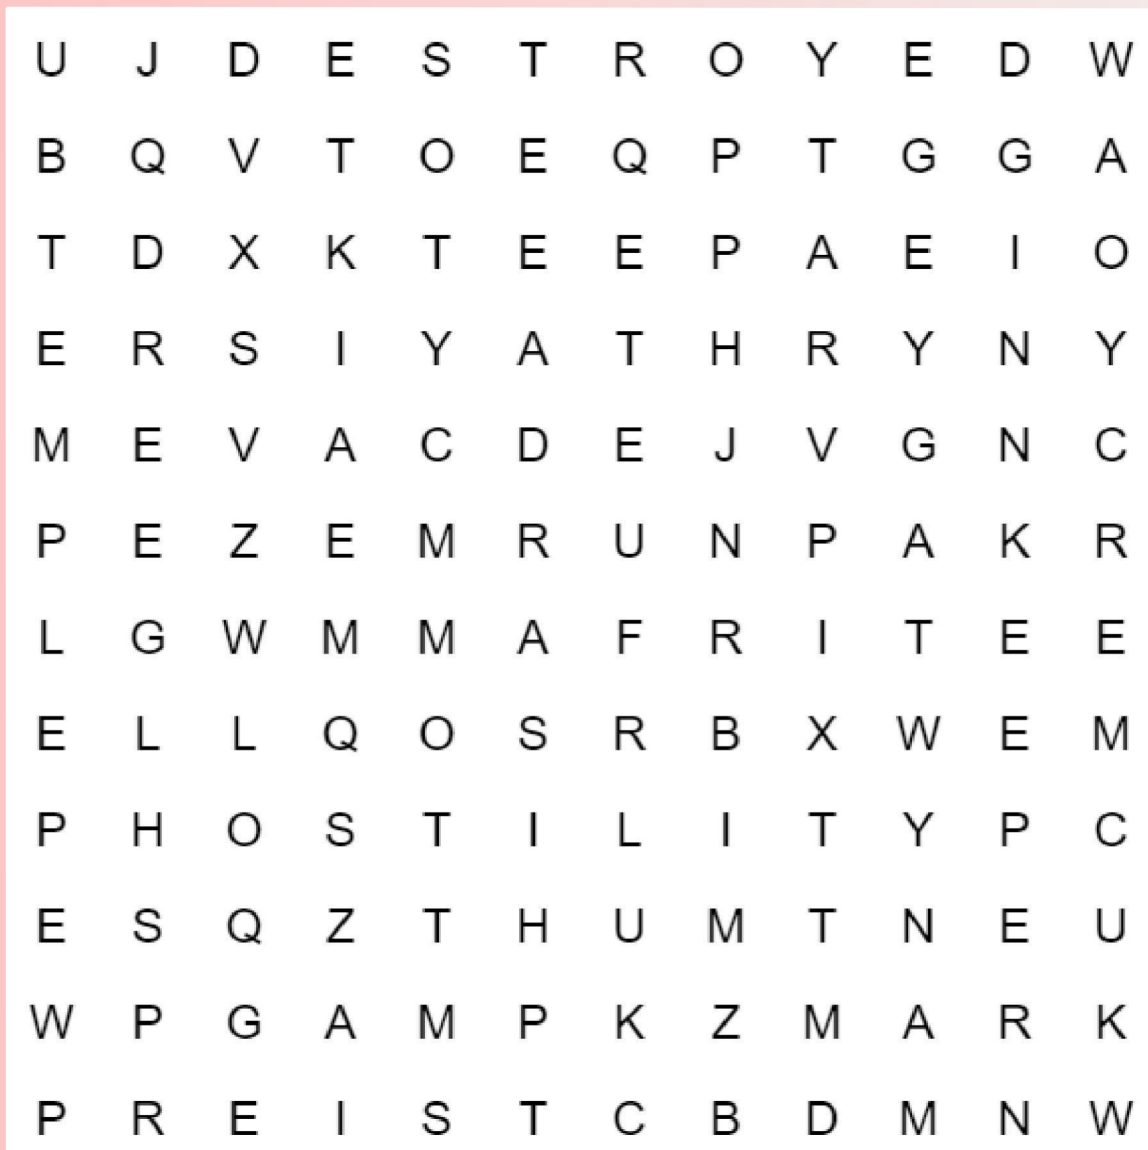 U J D E S T R O Y E D W
B Q V T O E Q P T G G A
T D X K T E E P A E I O
E R S I Y A T H R Y N Y
M E V A C D E J V G N C
P E Z E M R U N P A K R
L G W M M A F R I T E E
E L L Q O S R B X W E M
P H O S T I L I T Y P C
E S Q Z T H U M T N E U
W P G A M P K Z M A R K
P R E I S T C B D M N W